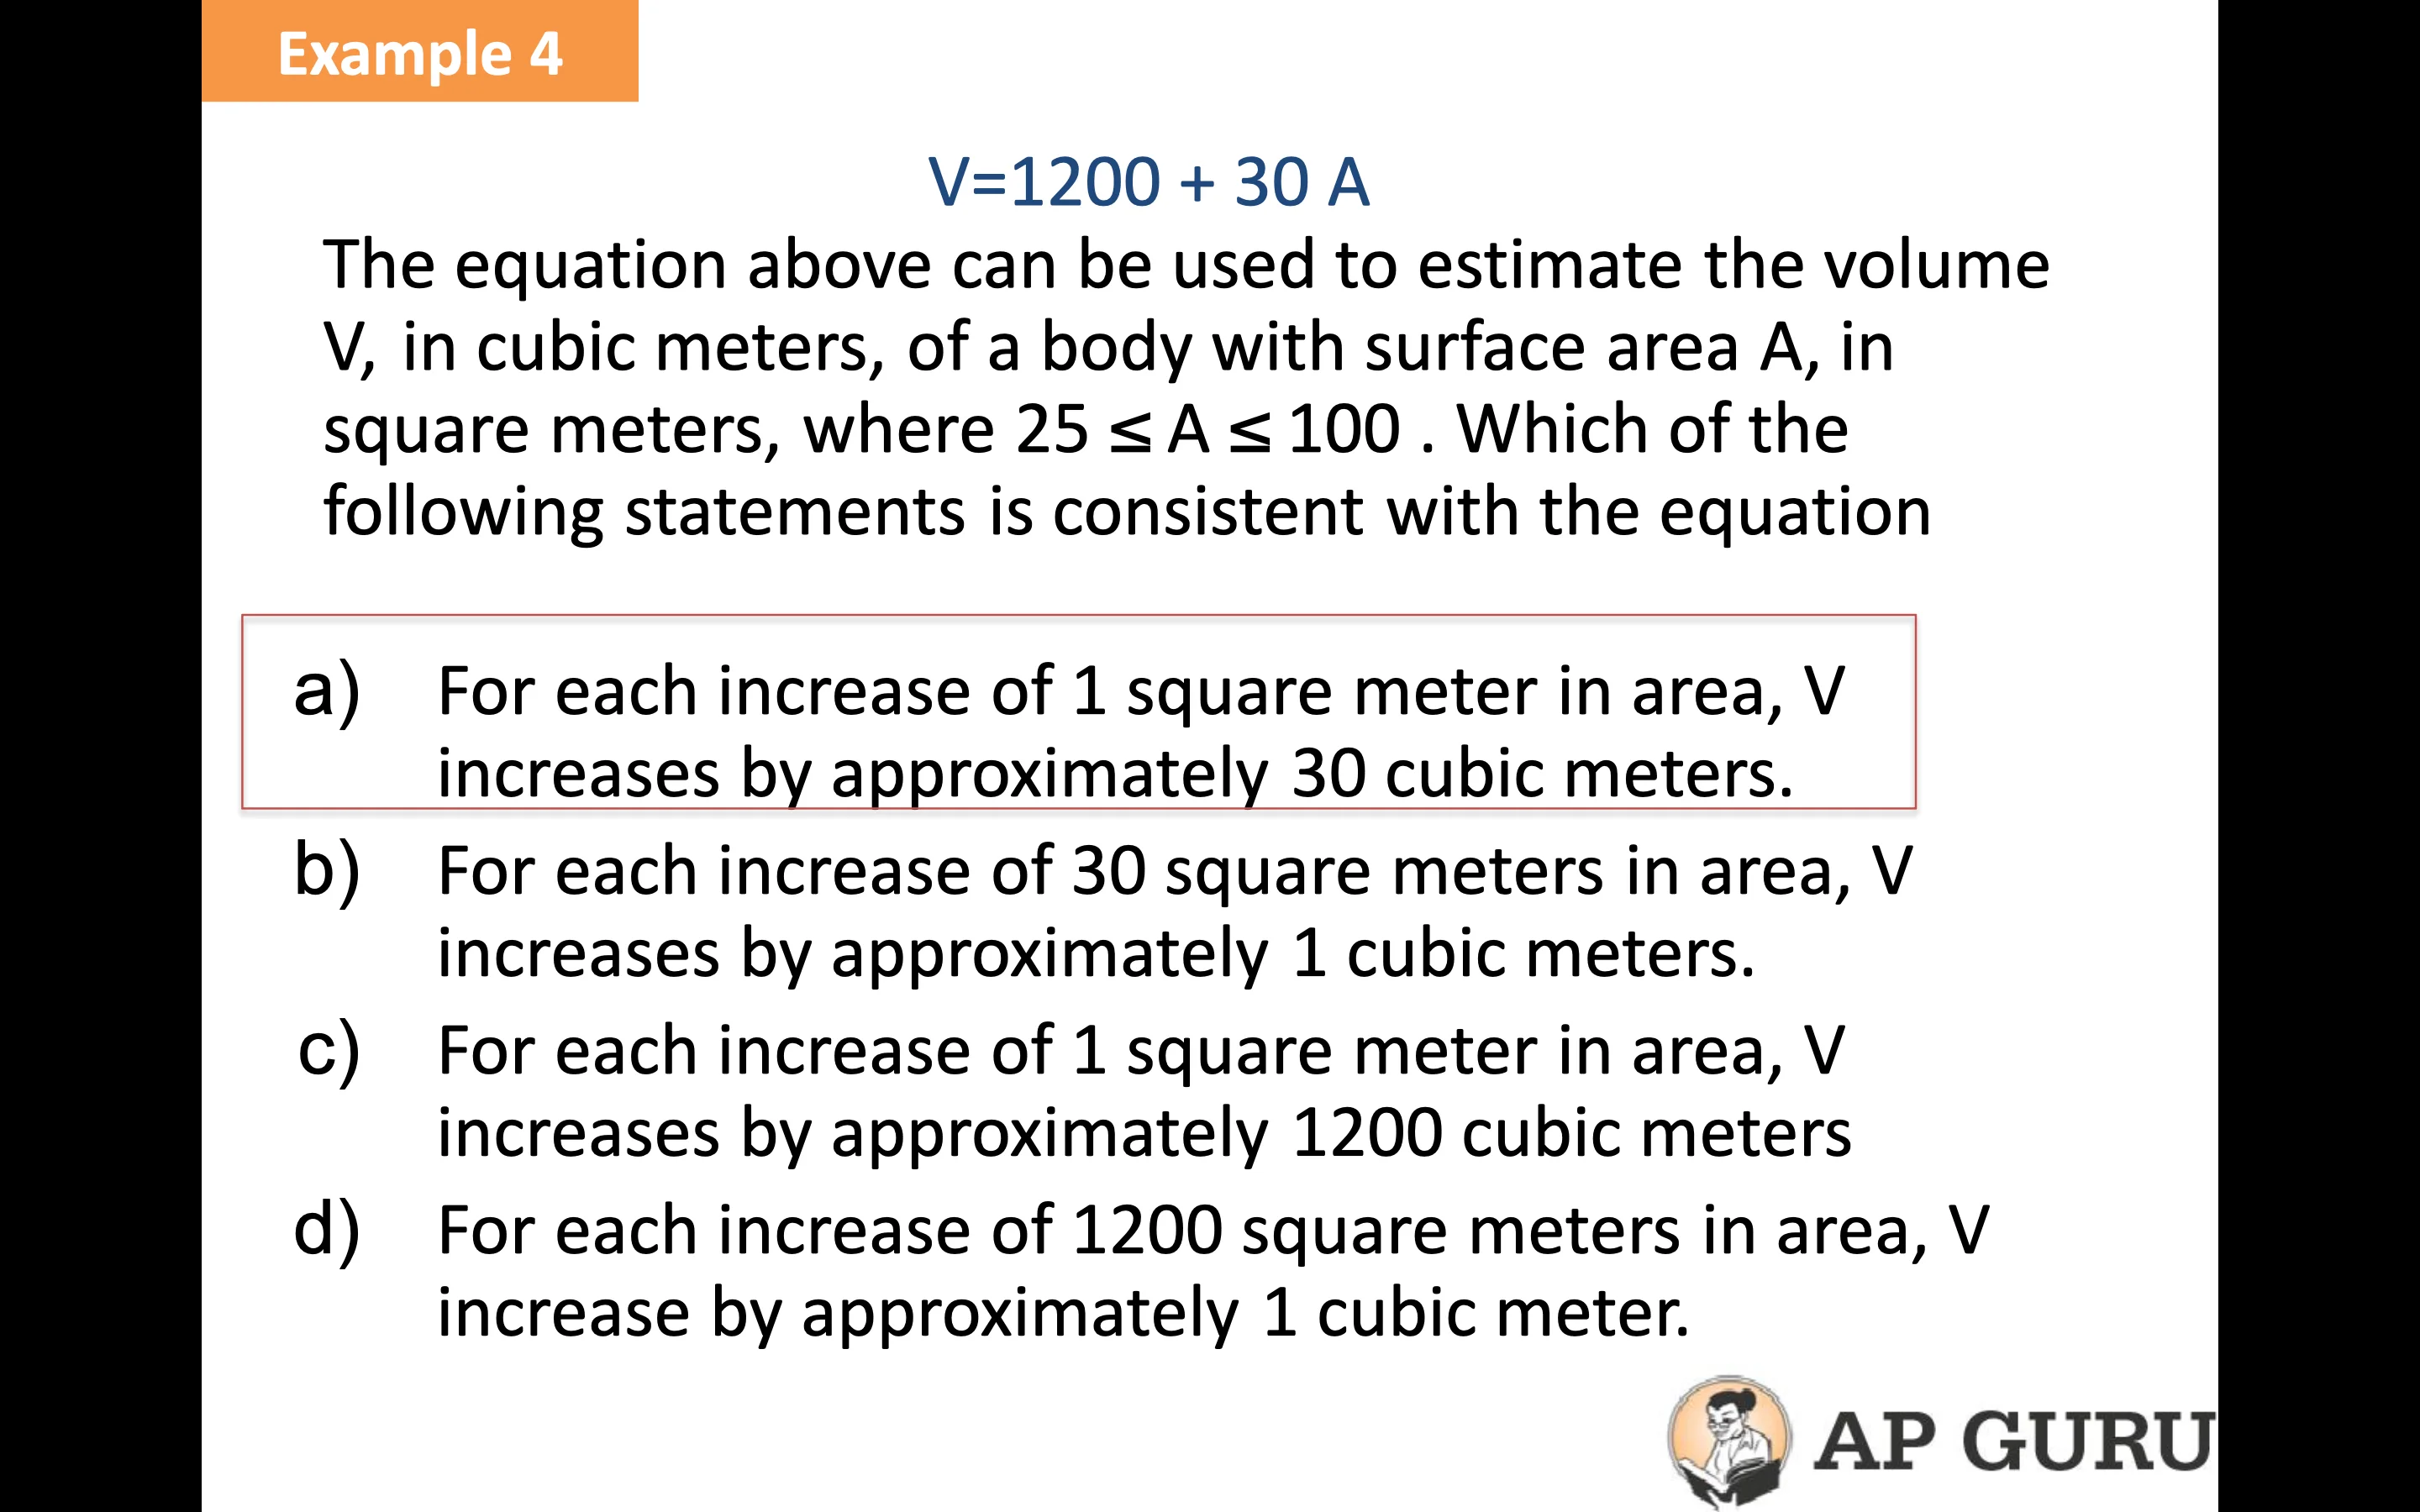 Example 4
V=1200 + 30 A
The equation above can be used to estimate the volume
V, in cubic meters, of a body with surface area A, in
square meters, where 25 ≤ A ≤ 100 . Which of the
following statements is consistent with the equation
a) For each increase of 1 square meter in area, V
increases by approximately 30 cubic meters.
b) For each increase of 30 square meters in area, V
increases by approximately 1 cubic meters.
c) For each increase of 1 square meter in area, V
increases by approximately 1200 cubic meters
d) For each increase of 1200 square meters in area, V
increase by approximately 1 cubic meter.
AP GURU